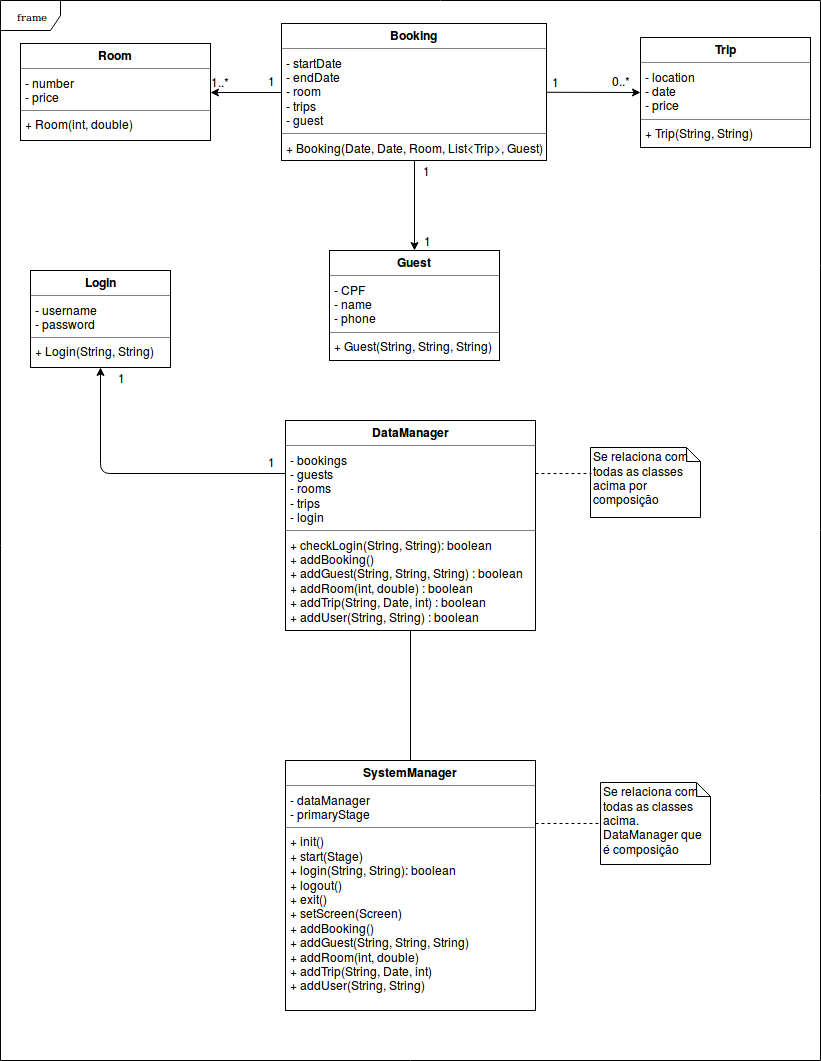 frame
Room
- number
- price
+ Room(int, double)
1..*
1
Booking
- startDate
- endDate
- room
- trips
- guest
+ Booking(Date, Date, Room, List<Trip>, Guest)
1
0..*
Trip
- location
- date
- price
+ Trip(String, String)
1
1
Guest
- CPF
- name
- phone
+ Guest(String, String, String)
Login
- username
- password
+ Login(String, String)
1
1
DataManager
- bookings
- guests
- rooms
- trips
- login
+ checkLogin(String, String): boolean
+ addBooking()
+ addGuest(String, String, String) : boolean
+ addRoom(int, double) : boolean
+ addTrip(String, Date, int) : boolean
+ addUser(String, String) : boolean
Se relaciona com
todas as classes
acima por
composição
SystemManager
- dataManager
- primaryStage
+ init()
+ start(Stage)
+ login(String, String): boolean
+ logout()
+ exit()
+ setScreen(Screen)
+ addBooking()
+ addGuest(String, String, String)
+ addRoom(int, double)
+ addTrip(String, Date, int)
+ addUser(String, String)
Se relaciona com
todas as classes
acima.
DataManager que
é composição